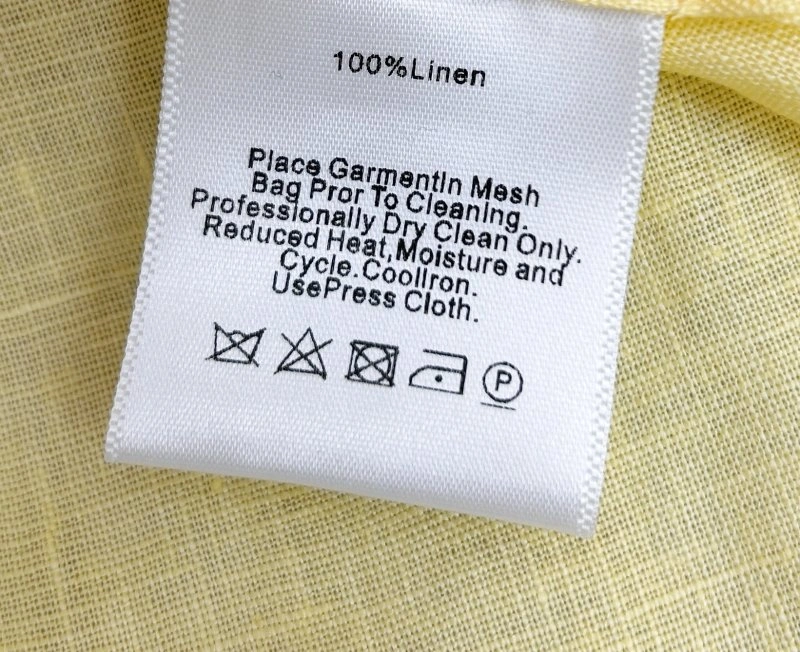 100%Linen
Place GarmentIn Mesh
Bag Pror To Cleaning.
Professionally Dry Clean Only.
Reduced Heat,Moisture and
Cycle.CoolIron.
UsePress Cloth.
P